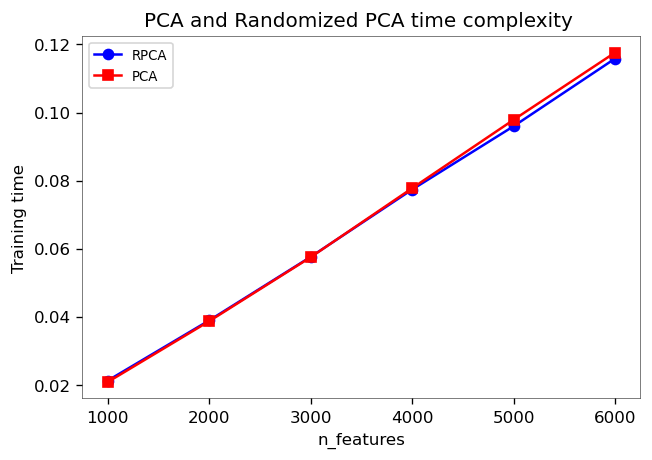 PCA and Randomized PCA time complexity
RPCA
PCA
0.12
0.10
0.08
0.06
0.04
0.02
Training time
1000 2000 3000 4000 5000 6000
n_features